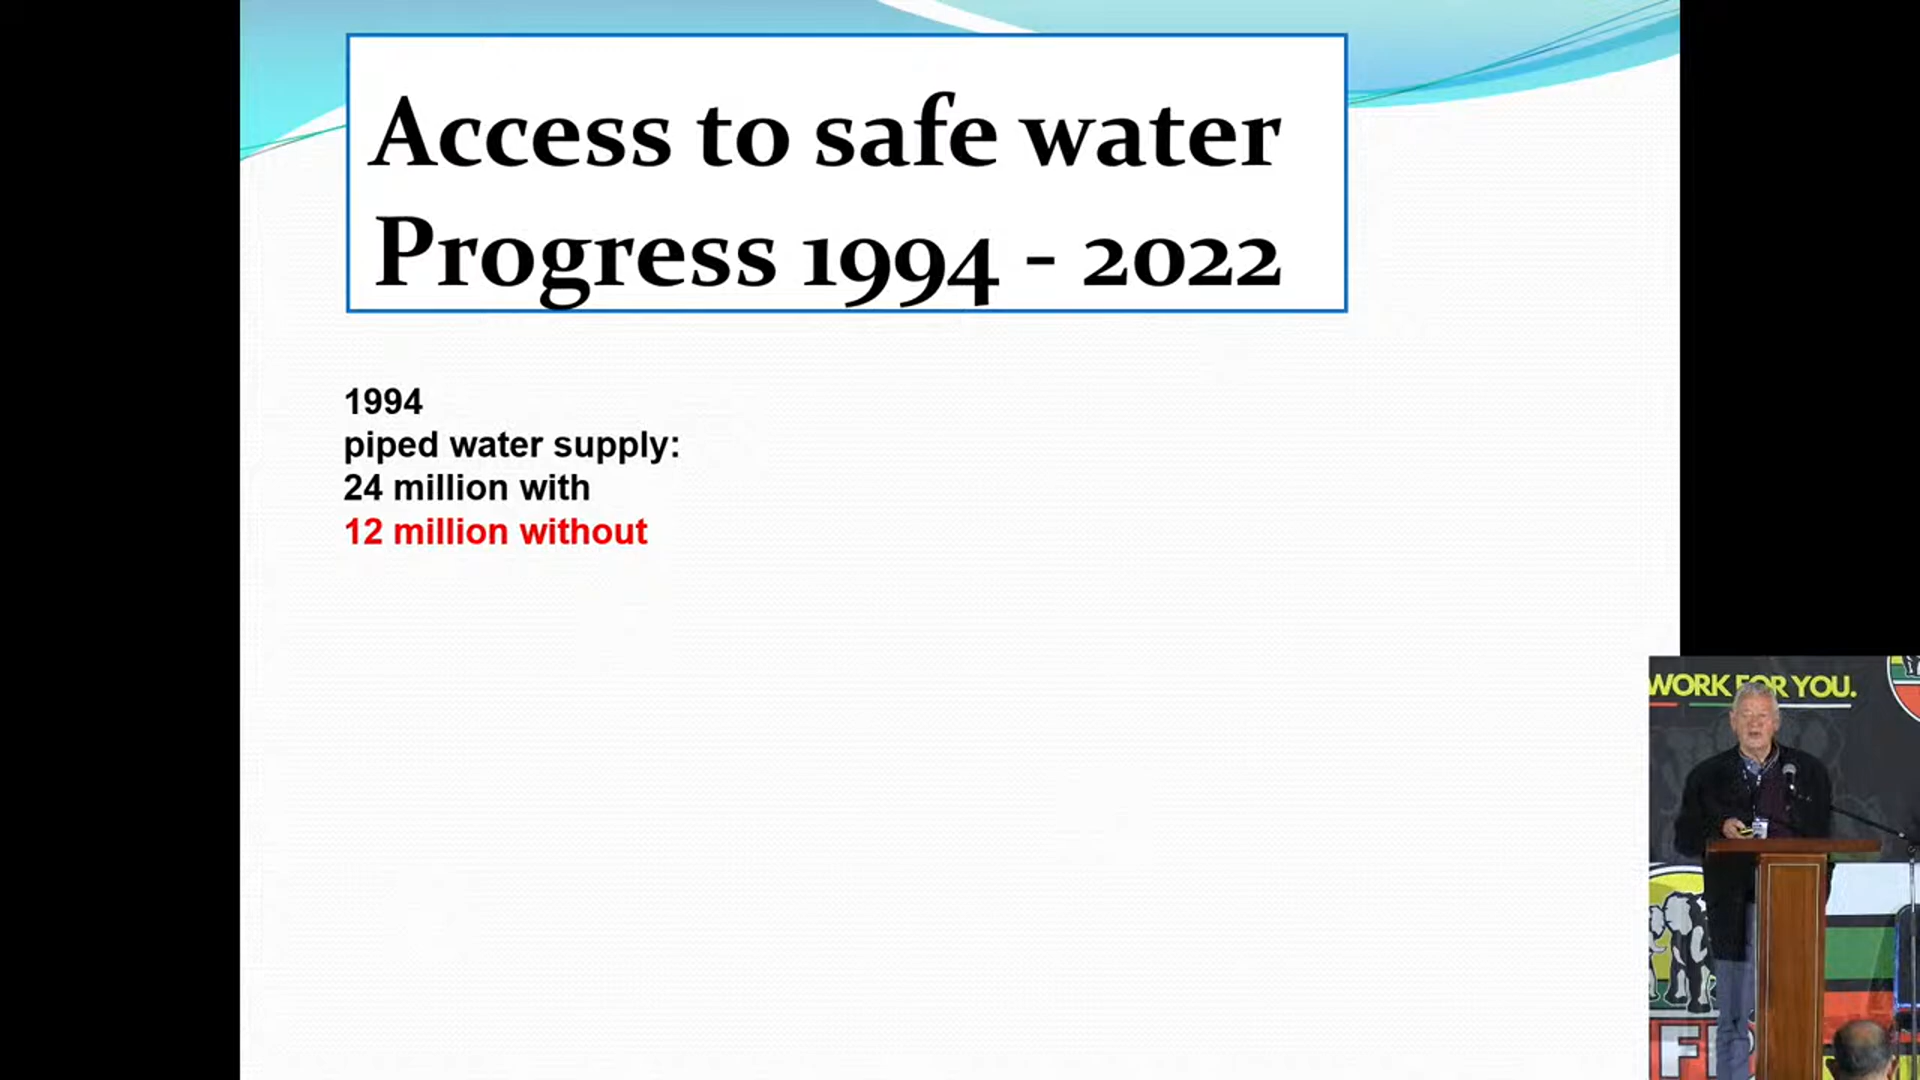 Access to safe water
Progress 1994 - 2022
1994
piped water supply:
24 million with
12 million without
WORK FOR YOU.